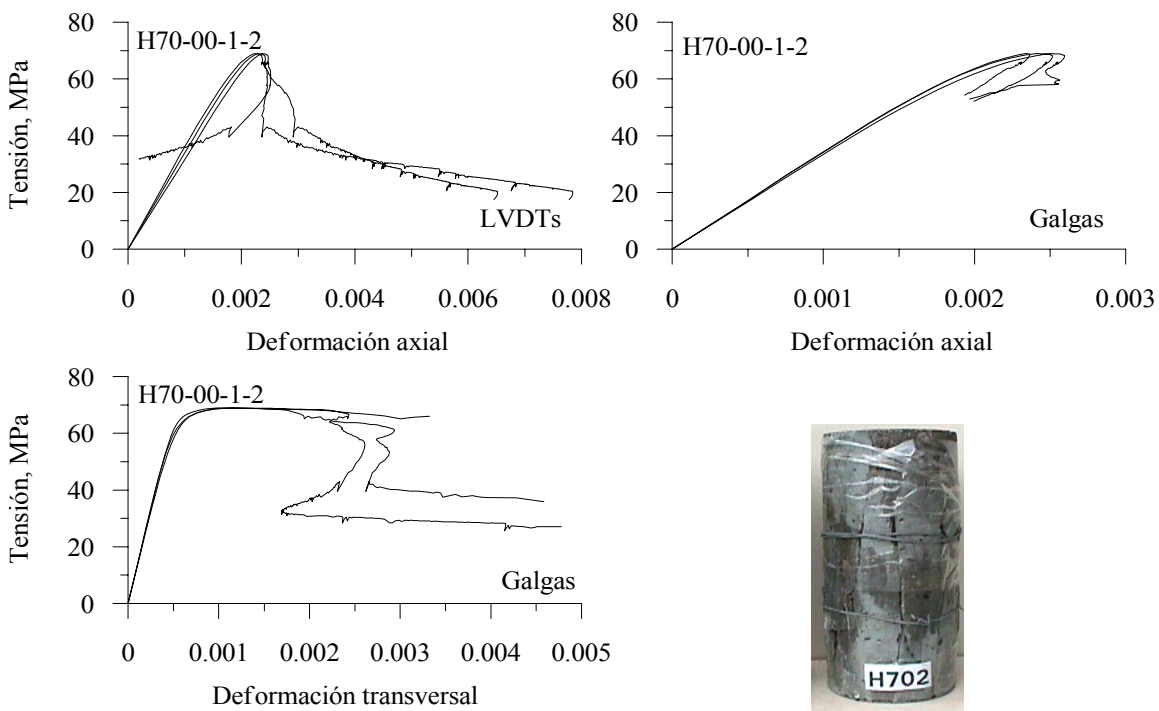 80
H70-00-1-2
60
40
20
0
Tensión, MPa
LVDTs
0 0.002 0.004 0.006 0.008
Deformación axial
80
H70-00-1-2
60
40
20
0
Tensión, MPa
Galgas
0 0.001 0.002 0.003
Deformación axial
80
H70-00-1-2
60
40
20
0
Tensión, MPa
Galgas
0 0.001 0.002 0.003 0.004 0.005
Deformación transversal
H702